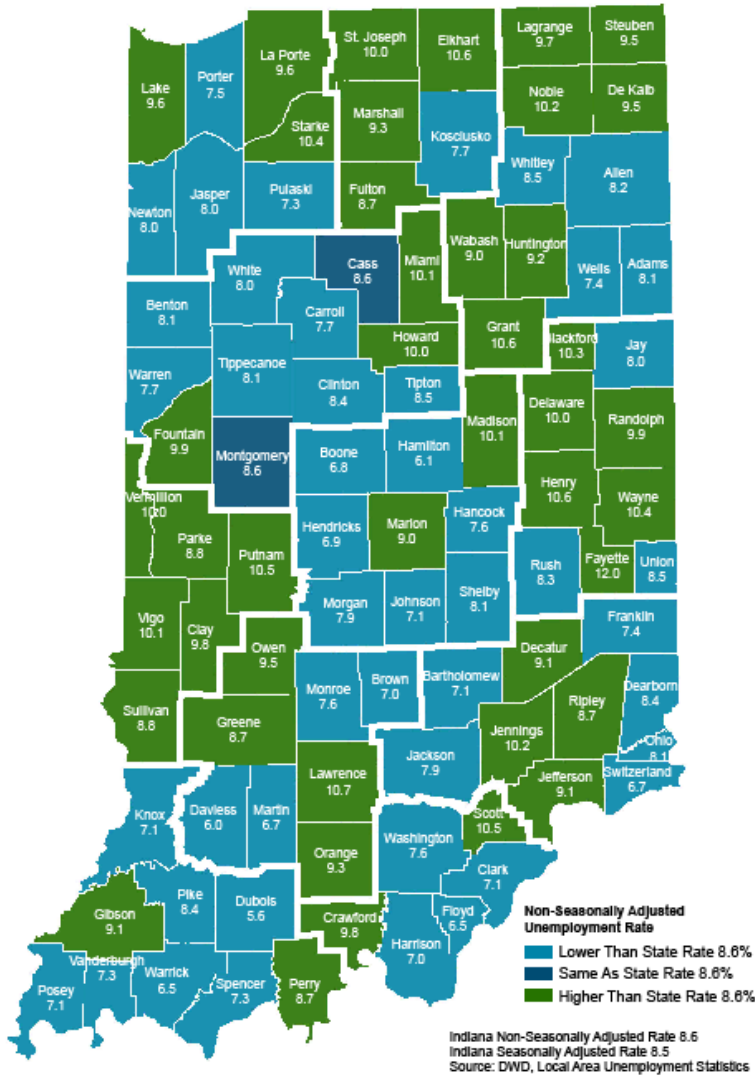 St. Joseph
10.0
Elkhart
10.6
Lagrange
9.7
Steuben
9.5
La Porte
9.6
Porter
7.5
Lake
9.6
Noble
10.2
De Kalb
9.5
Marshall
9.3
Starke
10.4
Kosciusko
7.7
Whitley
8.5
Allen
8.2
Newton
8.0
Jasper
8.0
Pulaski
7.3
Fulton
8.7
White
8.0
Cass
8.6
Miami
10.1
Wabash
9.0
Huntington
9.2
Wells
7.4
Adams
8.1
Benton
8.1
Carroll
7.7
Howard
10.0
Grant
10.6
Blackford
10.3
Jay
8.0
Warren
7.7
Tippecanoe
8.1
Clinton
8.4
Tipton
8.5
Fountain
9.9
Montgomery
8.6
Boone
6.8
Hamilton
6.1
Madison
10.1
Delaware
10.0
Randolph
9.9
Vermillion
10.0
Parke
8.8
Putnam
10.5
Hendricks
6.9
Marion
9.0
Hancock
7.6
Henry
10.6
Wayne
10.4
Rush
8.3
Fayette
12.0
Union
8.5
Vigo
10.1
Clay
9.8
Morgan
7.9
Johnson
7.1
Shelby
8.1
Franklin
7.4
Owen
9.5
Decatur
9.1
Sullivan
8.8
Greene
8.7
Monroe
7.6
Brown
7.0
Bartholomew
7.1
Ripley
8.7
Dearborn
8.4
Jennings
10.2
Ohio
8.1
Jackson
7.9
Lawrence
10.7
Jefferson
9.1
Switzerland
6.7
Knox
7.1
Daviess
6.0
Martin
6.7
Washington
7.6
Scott
10.5
Orange
9.3
Clark
7.1
Gibson
9.1
Pike
8.4
Dubois
5.6
Crawford
9.8
Floyd
6.5
Harrison
7.0
Posey
7.1
Vanderburgh
7.3
Warrick
6.5
Spencer
7.3
Perry
8.7
Non-Seasonally Adjusted
Unemployment Rate
Lower Than State Rate 8.6%
Same As State Rate 8.6%
Higher Than State Rate 8.6%
Indiana Non-Seasonally Adjusted Rate 8.6
Indiana Seasonally Adjusted Rate 8.5
Source: DWD, Local Area Unemployment Statistics